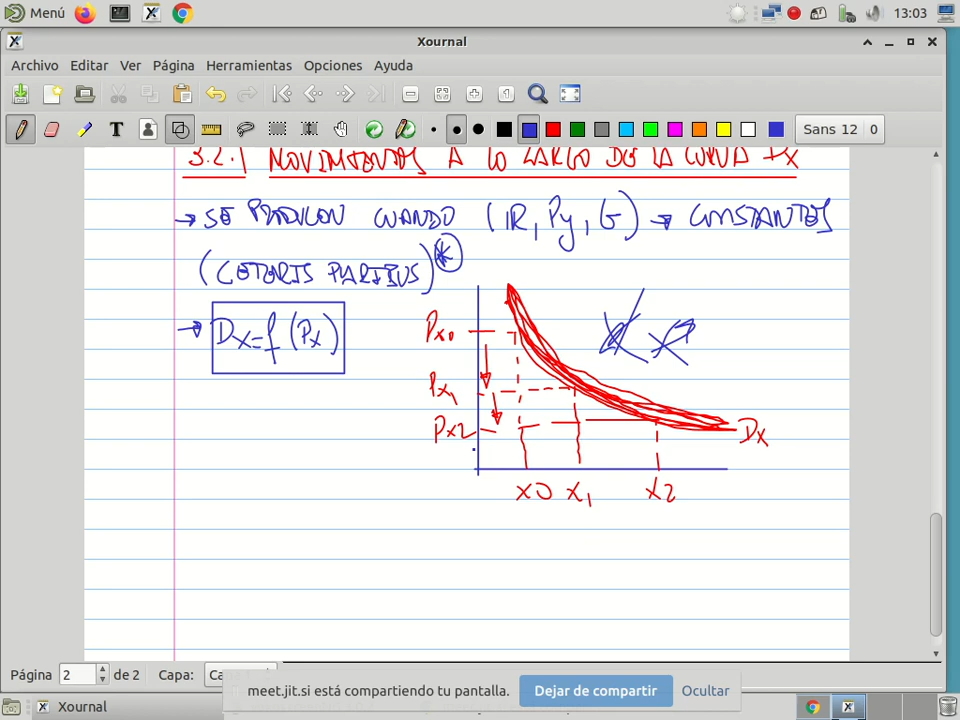 Menú 13:03
Xournal
Archivo Editar Ver Página Herramientas Opciones Ayuda
Sans 12 0
3.2.1 MOVIMIENTOS A LO LARGO DE LA CURVA DX
→ SE PRODUCEN CUANDO (IR, Py, G) → CONSTANTES
(CETERIS PARIBUS) *
→ Dx=f(Px)
Px0
Px1
Px2
Dx
X0 X1 X2
Página 2 de 2 Capa:
meet.jit.si está compartiendo tu pantalla. Dejar de compartir Ocultar
Xournal